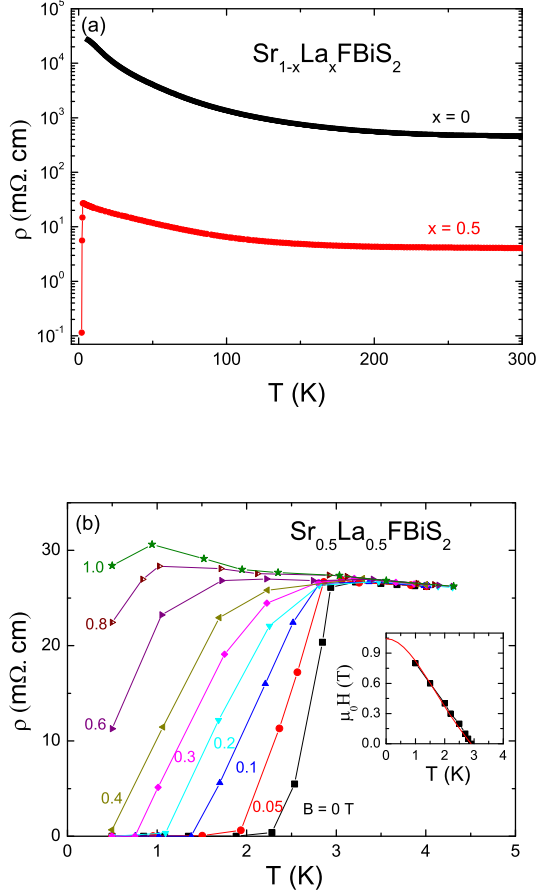 (a)
Sr1-xLaxFBiS2
x = 0
x = 0.5
ρ (mΩ. cm)
10^5
10^4
10^3
10^2
10^1
10^0
10^-1
0 100 200 300
T (K)
(b)
Sr0.5La0.5FBiS2
ρ (mΩ. cm)
30
20
10
0
1.0
0.8
0.6
0.4
0.3
0.2
0.1
0.05
B = 0 T
μ0H (T)
0.9
0.6
0.3
0.0
0 1 2 3 4
T (K)
0 1 2 3 4 5
T (K)